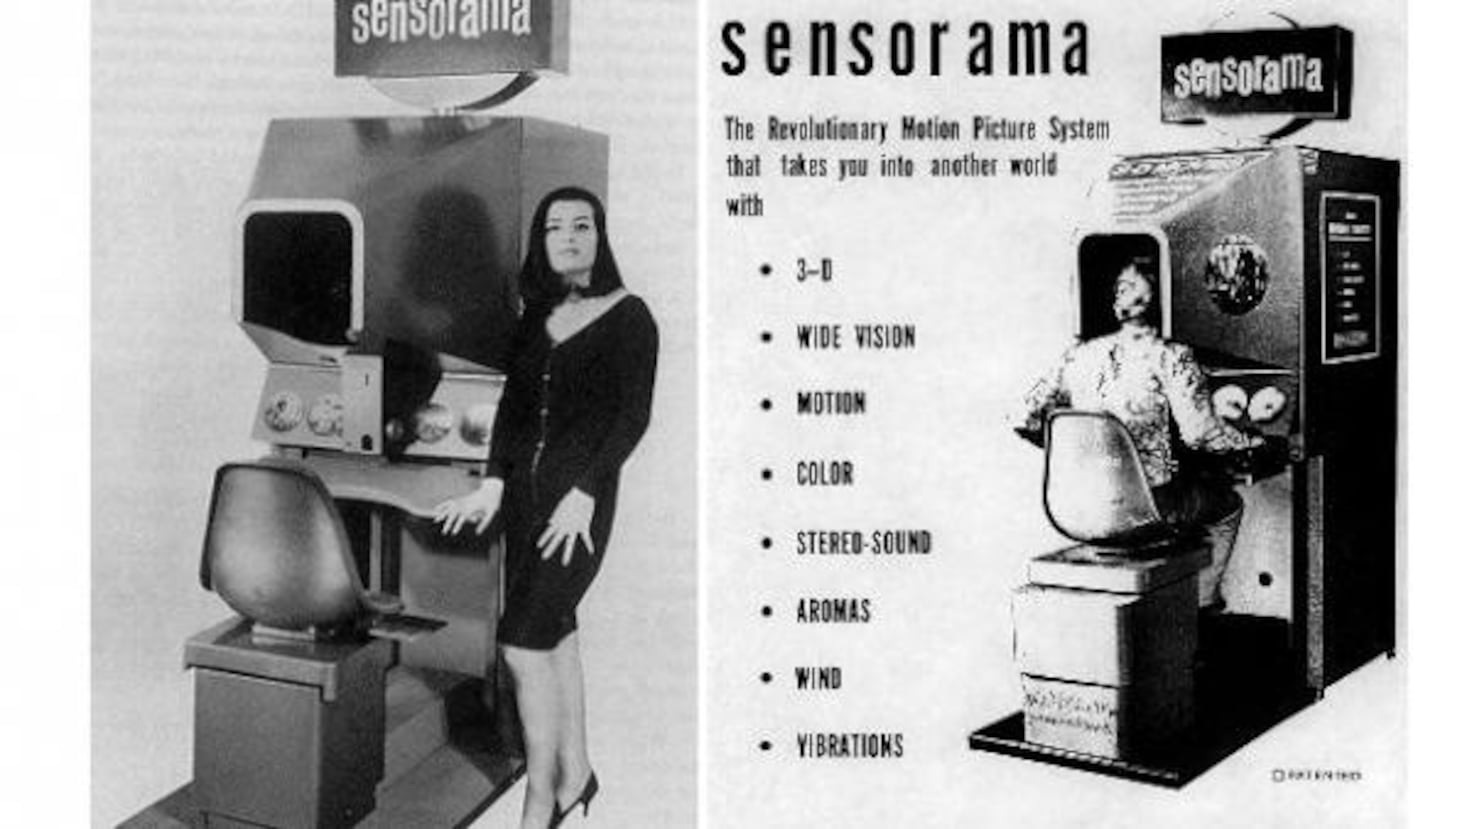 sensorama
sensorama
sensorama
The Revolutionary Motion Picture System
that takes you into another world
with
• 3-D
• WIDE VISION
• MOTION
• COLOR
• STEREO-SOUND
• AROMAS
• WIND
• VIBRATIONS
PATENTED